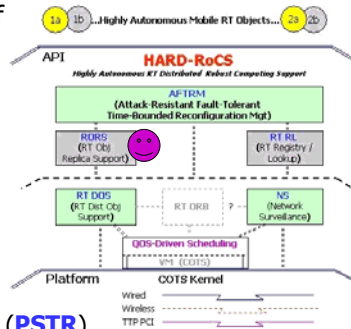 f
1a 1b ...Highly Autonomous Mobile RT Objects... 2a 2b
API
HARD-RoCS
Highly Autonomous RT Distributed Robust Computing Support
AFTRM
(Attack-Resistant Fault-Tolerant
Time-Bounded Reconfiguration Mgt)
RORS
(RT Obj
Replica Support)
RT RL
(RT Registry /
Lookup)
RT DOS
(RT Dist Obj
Support)
RT ORB
?
NS
(Network
Surveillance)
QOS-Driven Scheduling
VM (COTS)
Platform
COTS Kernel
Wired
Wireless
TTP PCI
(PSTR)